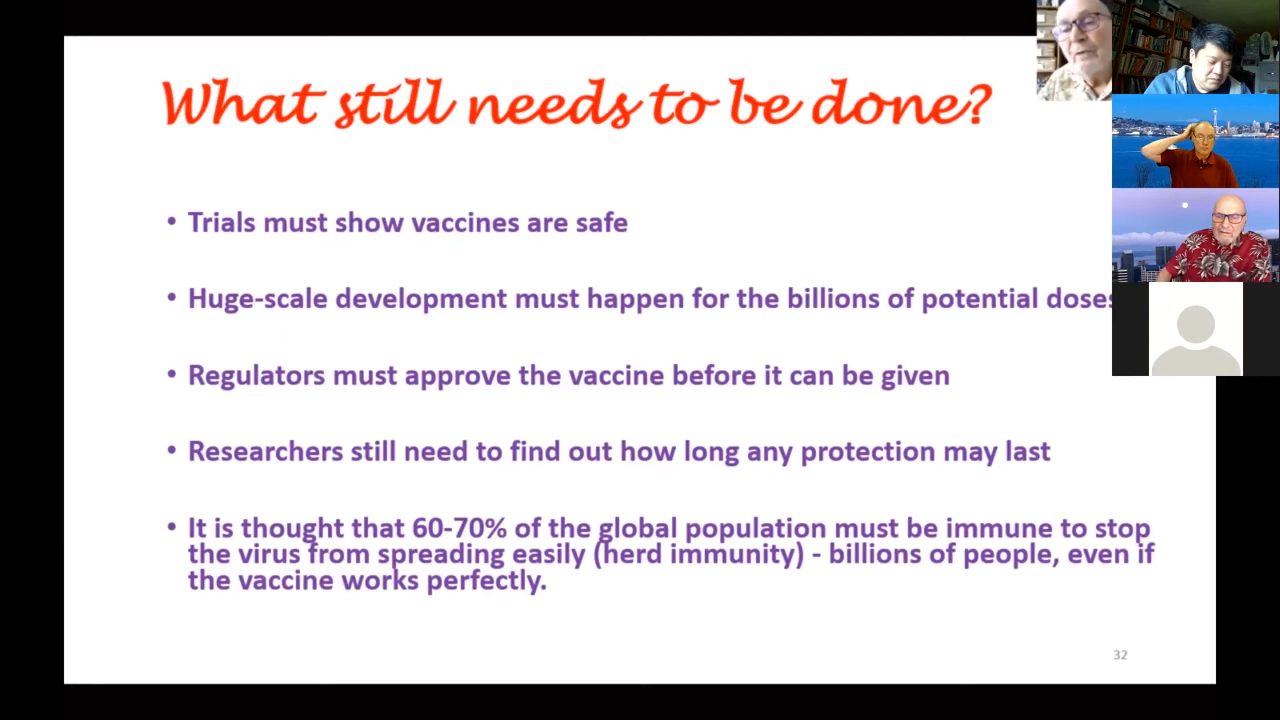 What still needs to be done?
• Trials must show vaccines are safe
• Huge-scale development must happen for the billions of potential doses
• Regulators must approve the vaccine before it can be given
• Researchers still need to find out how long any protection may last
• It is thought that 60-70% of the global population must be immune to stop
the virus from spreading easily (herd immunity) - billions of people, even if
the vaccine works perfectly.
32